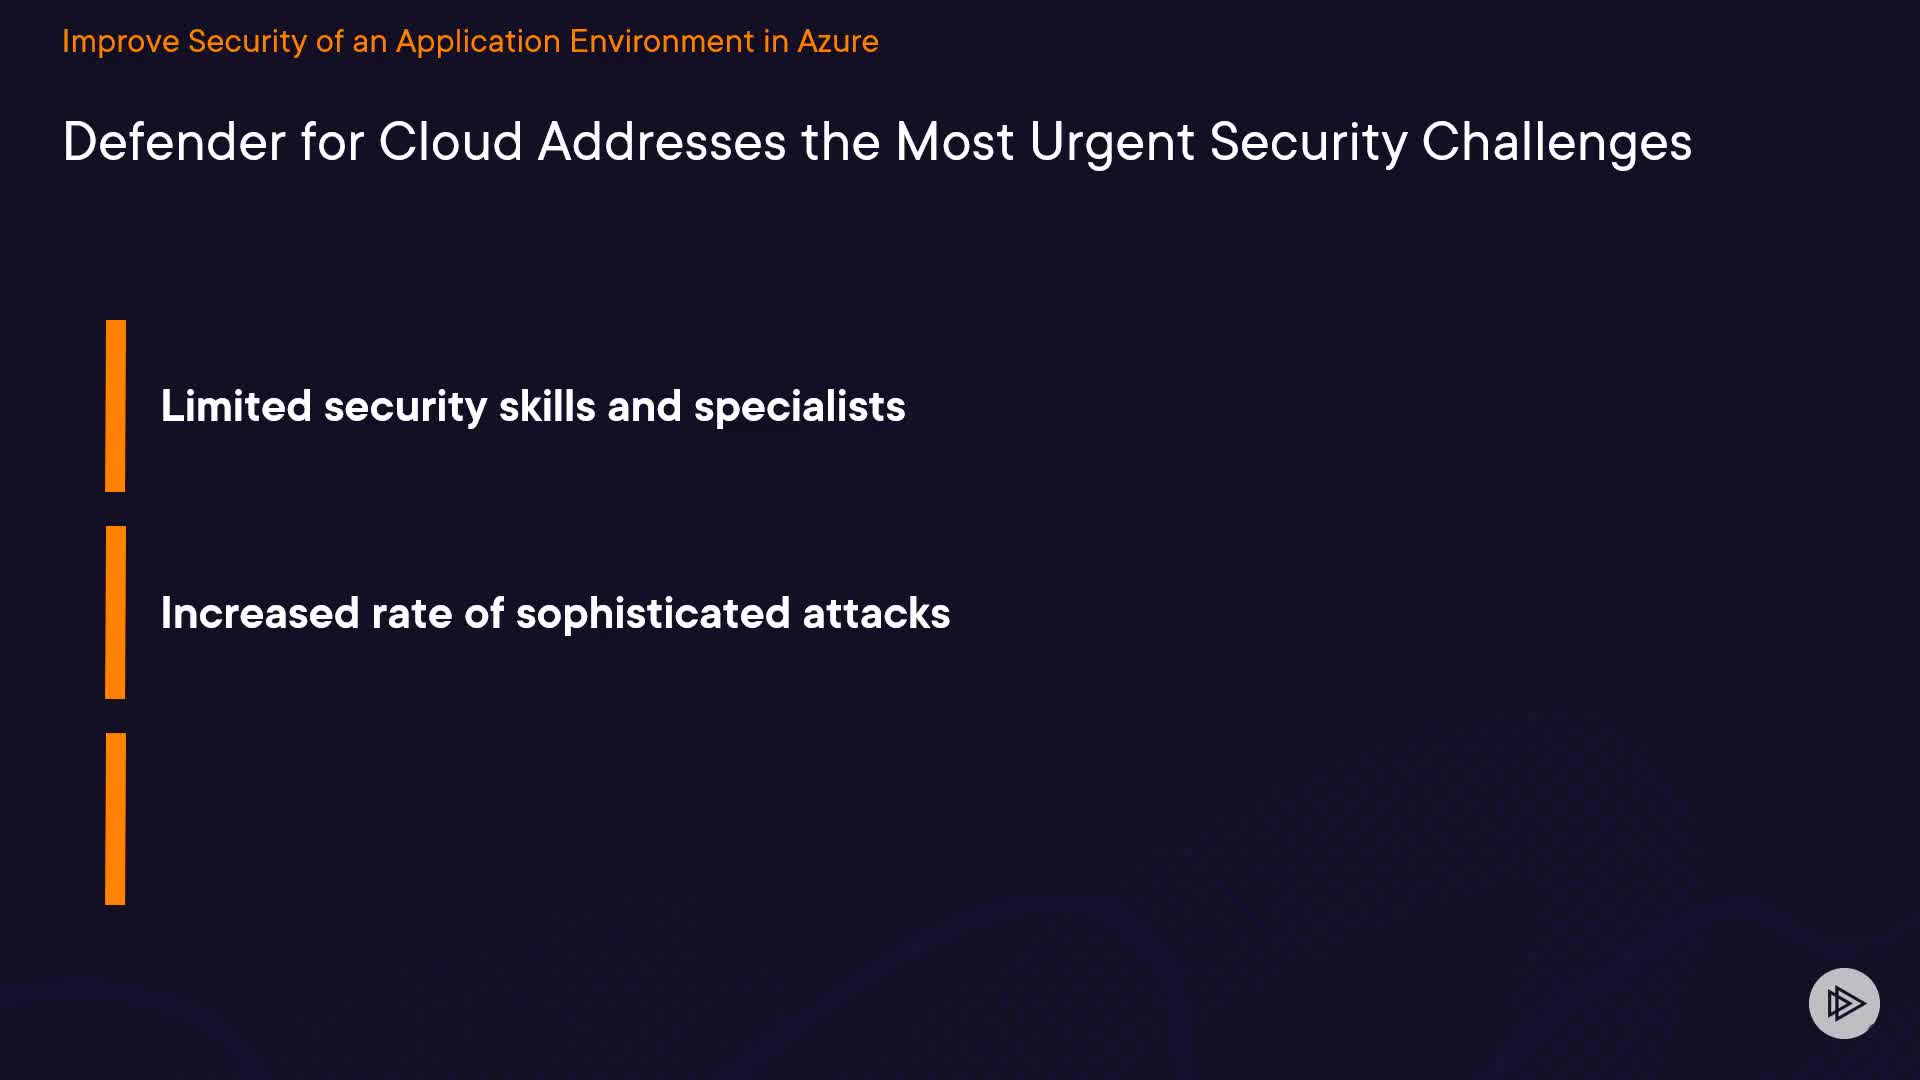 Improve Security of an Application Environment in Azure
Defender for Cloud Addresses the Most Urgent Security Challenges
Limited security skills and specialists
Increased rate of sophisticated attacks